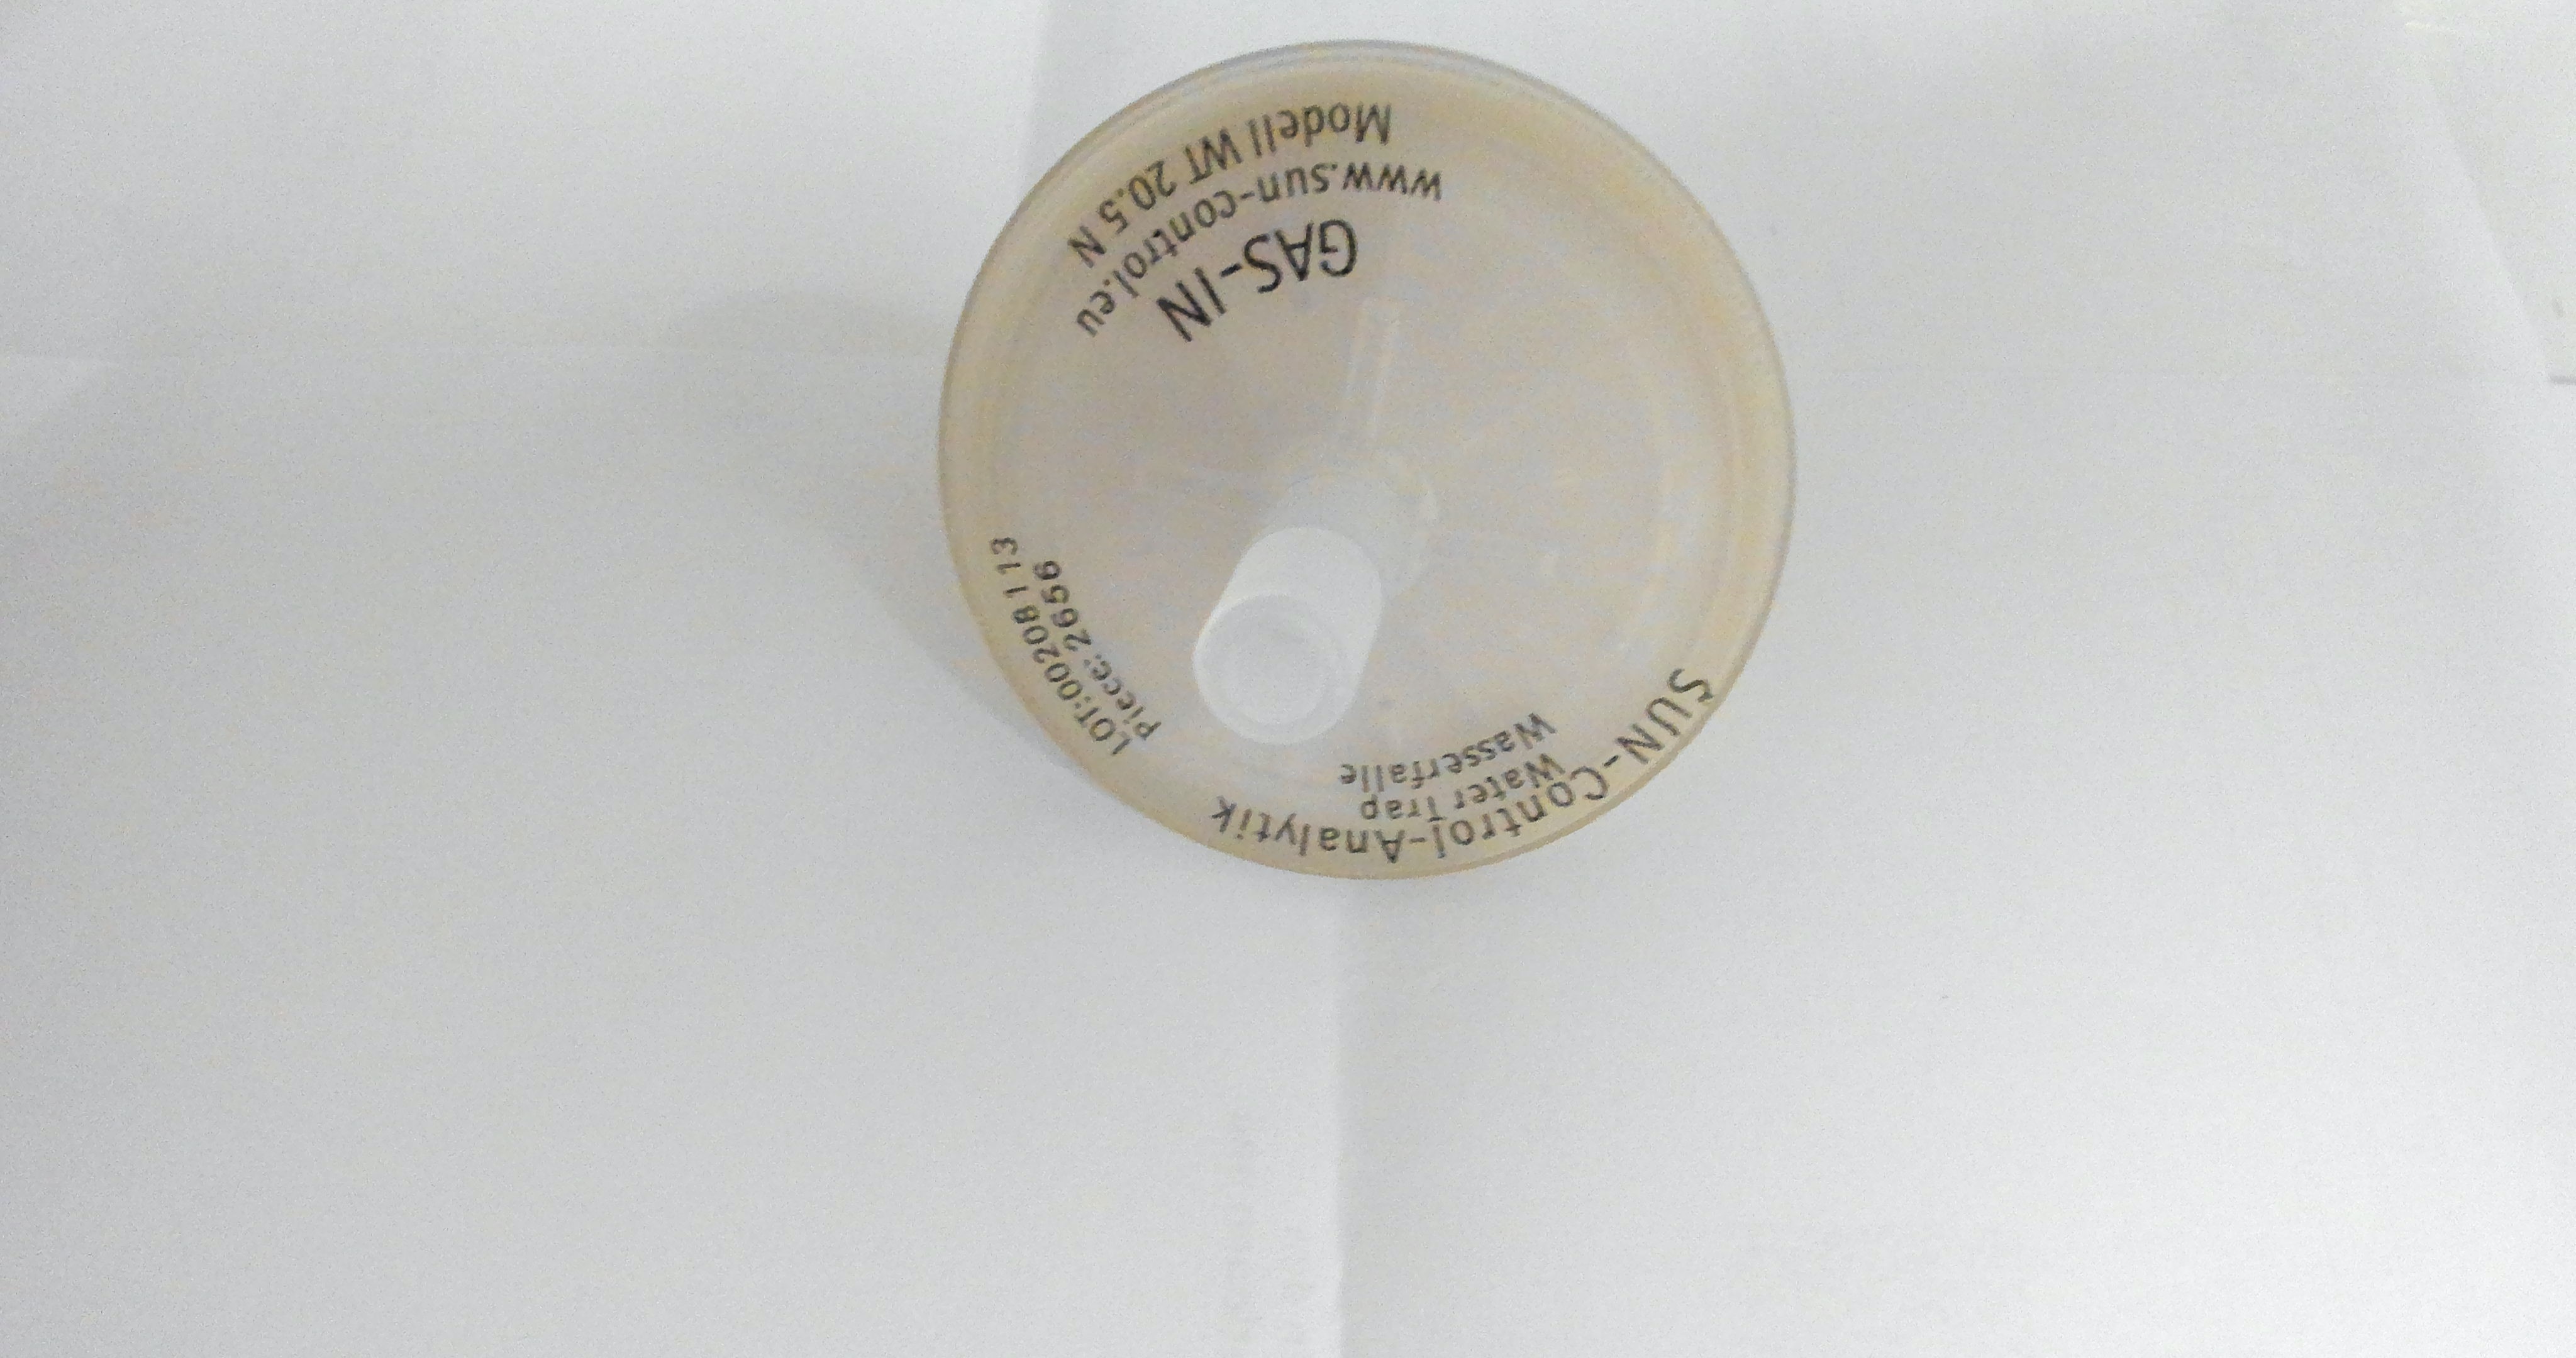 SUN-Control-Analytik
Water Trap
Wasserfalle
LOT:00208113
Piece: 2656
GAS-IN
www.sun-control.eu
Modell WT 20.5 N